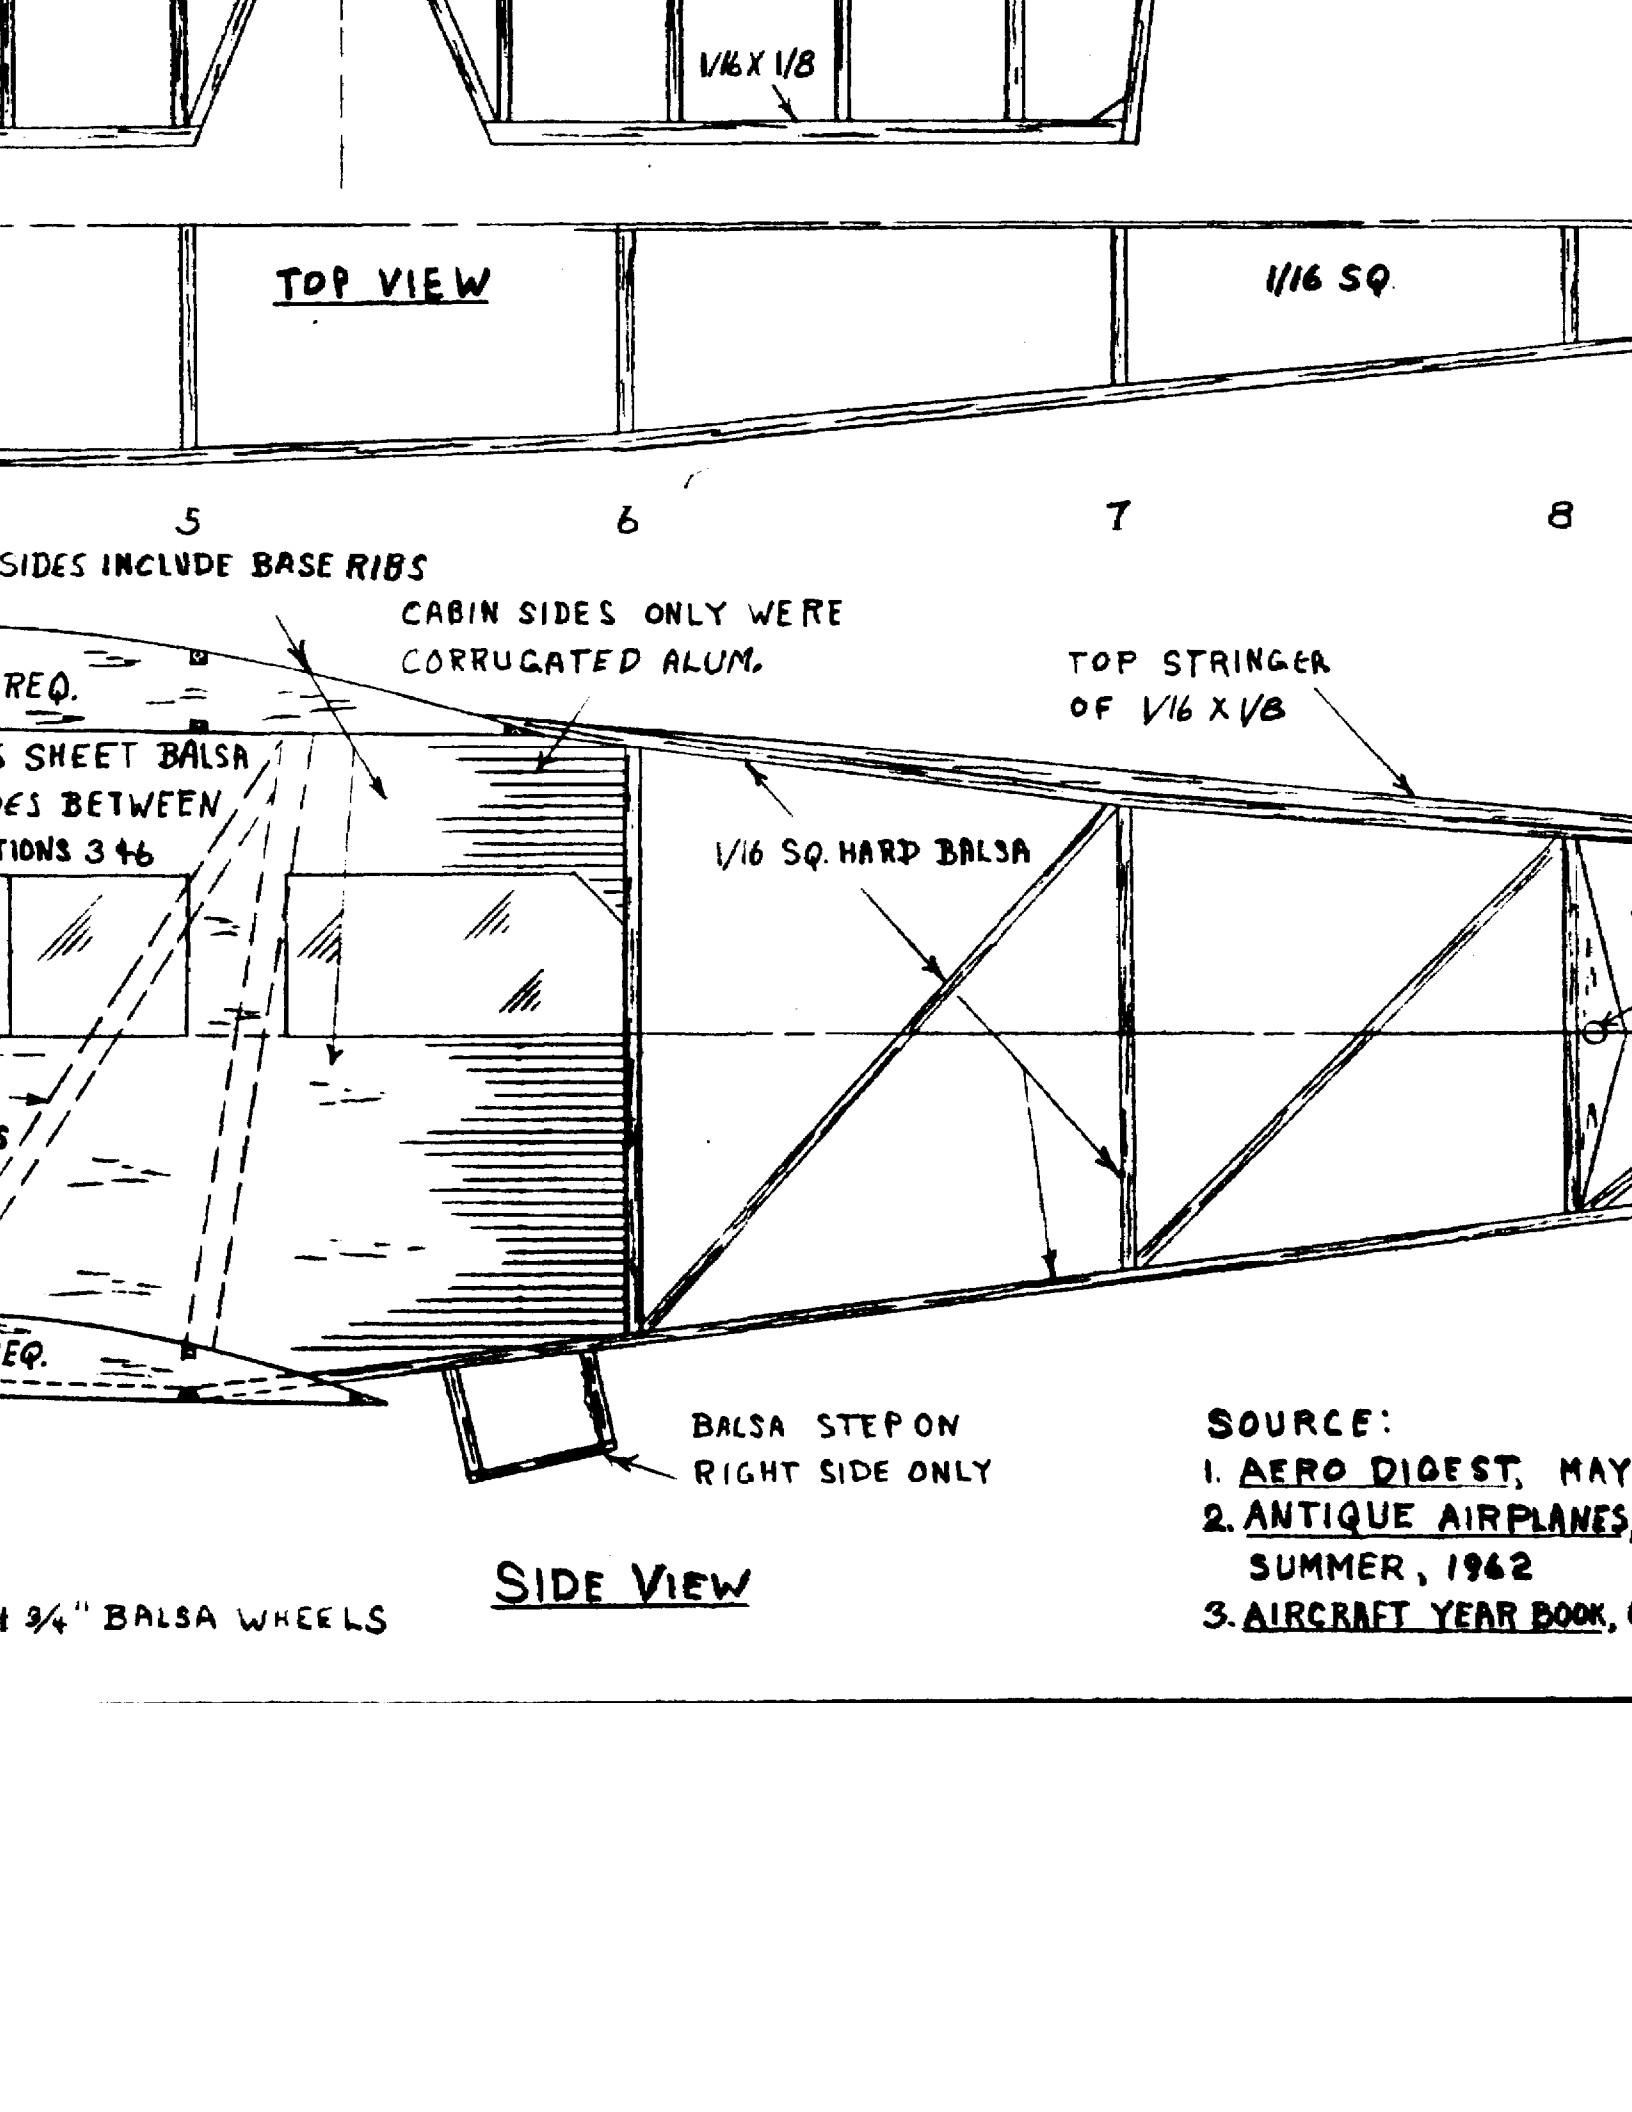 1/16 X 1/8
TOP VIEW
1/16 SQ.
5 6 7 8
SIDES INCLUDE BASE RIBS
CABIN SIDES ONLY WERE
CORRUGATED ALUM.
TOP STRINGER
OF 1/16 X 1/8
REQ.
SHEET BALSA
BETWEEN
3 & 6
1/16 SQ. HARD BALSA
BALSA STEP ON
RIGHT SIDE ONLY
SOURCE:
1. AERO DIGEST, MAY
2. ANTIQUE AIRPLANES,
SUMMER, 1962
3. AIRCRAFT YEAR BOOK,
SIDE VIEW
3/4" BALSA WHEELS